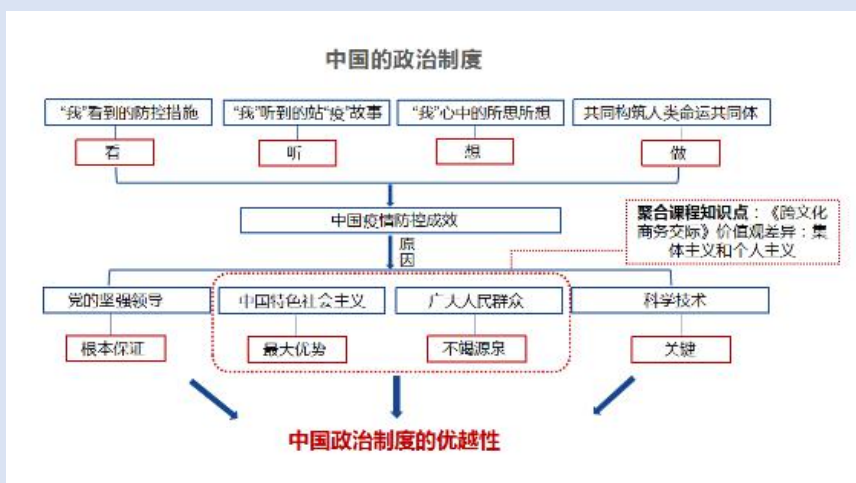 中国的政治制度
“我”看到的防控措施
“我”听到的站“疫”故事
“我”心中的所思所想
共同构筑人类命运共同体
看
听
想
做
中国疫情防控成效
原
因
聚合课程知识点：《跨文化
商务交际》价值观差异：集
体主义和个人主义
党的坚强领导
中国特色社会主义
广大人民群众
科学技术
根本保证
最大优势
不竭源泉
关键
中国政治制度的优越性